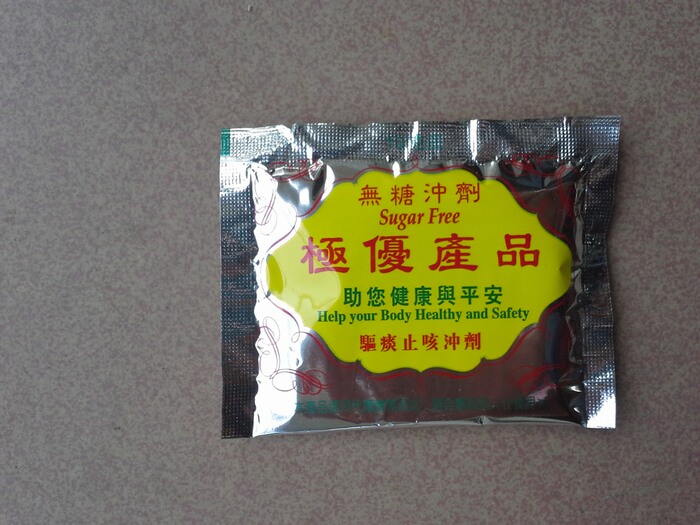 無糖沖劑
Sugar Free
極優產品
助您健康與平安
Help your Body Healthy and Safety
驅痰止咳沖劑